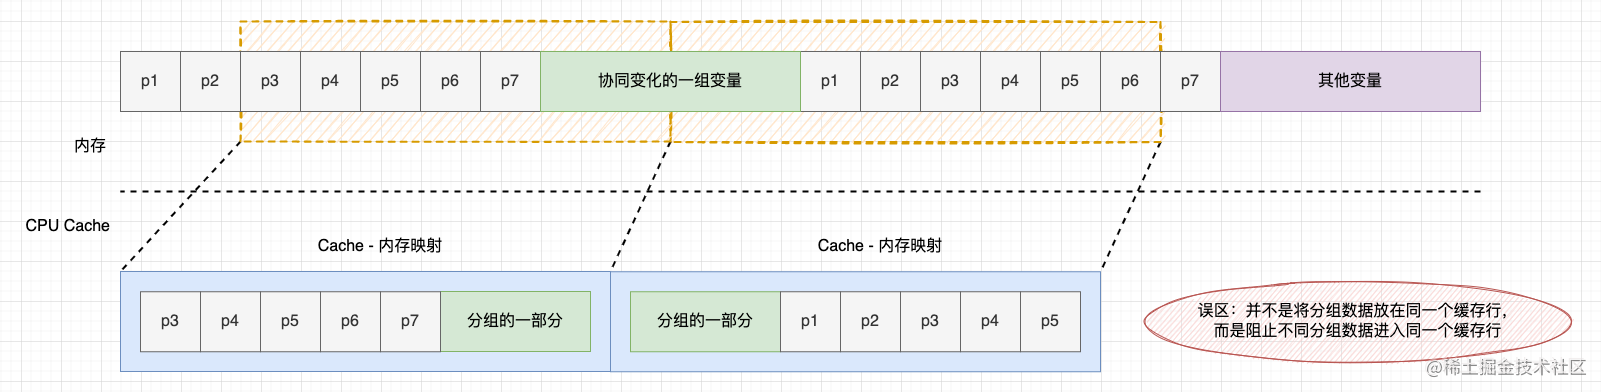 p1 p2 p3 p4 p5 p6 p7 协同变化的一组变量 p1 p2 p3 p4 p5 p6 p7 其他变量
内存
CPU Cache
Cache - 内存映射 Cache - 内存映射
p3 p4 p5 p6 p7 分组的一部分 分组的一部分 p1 p2 p3 p4 p5
误区：并不是将分组数据放在同一个缓存行，
而是阻止不同分组数据进入同一个缓存行
@稀土掘金技术社区